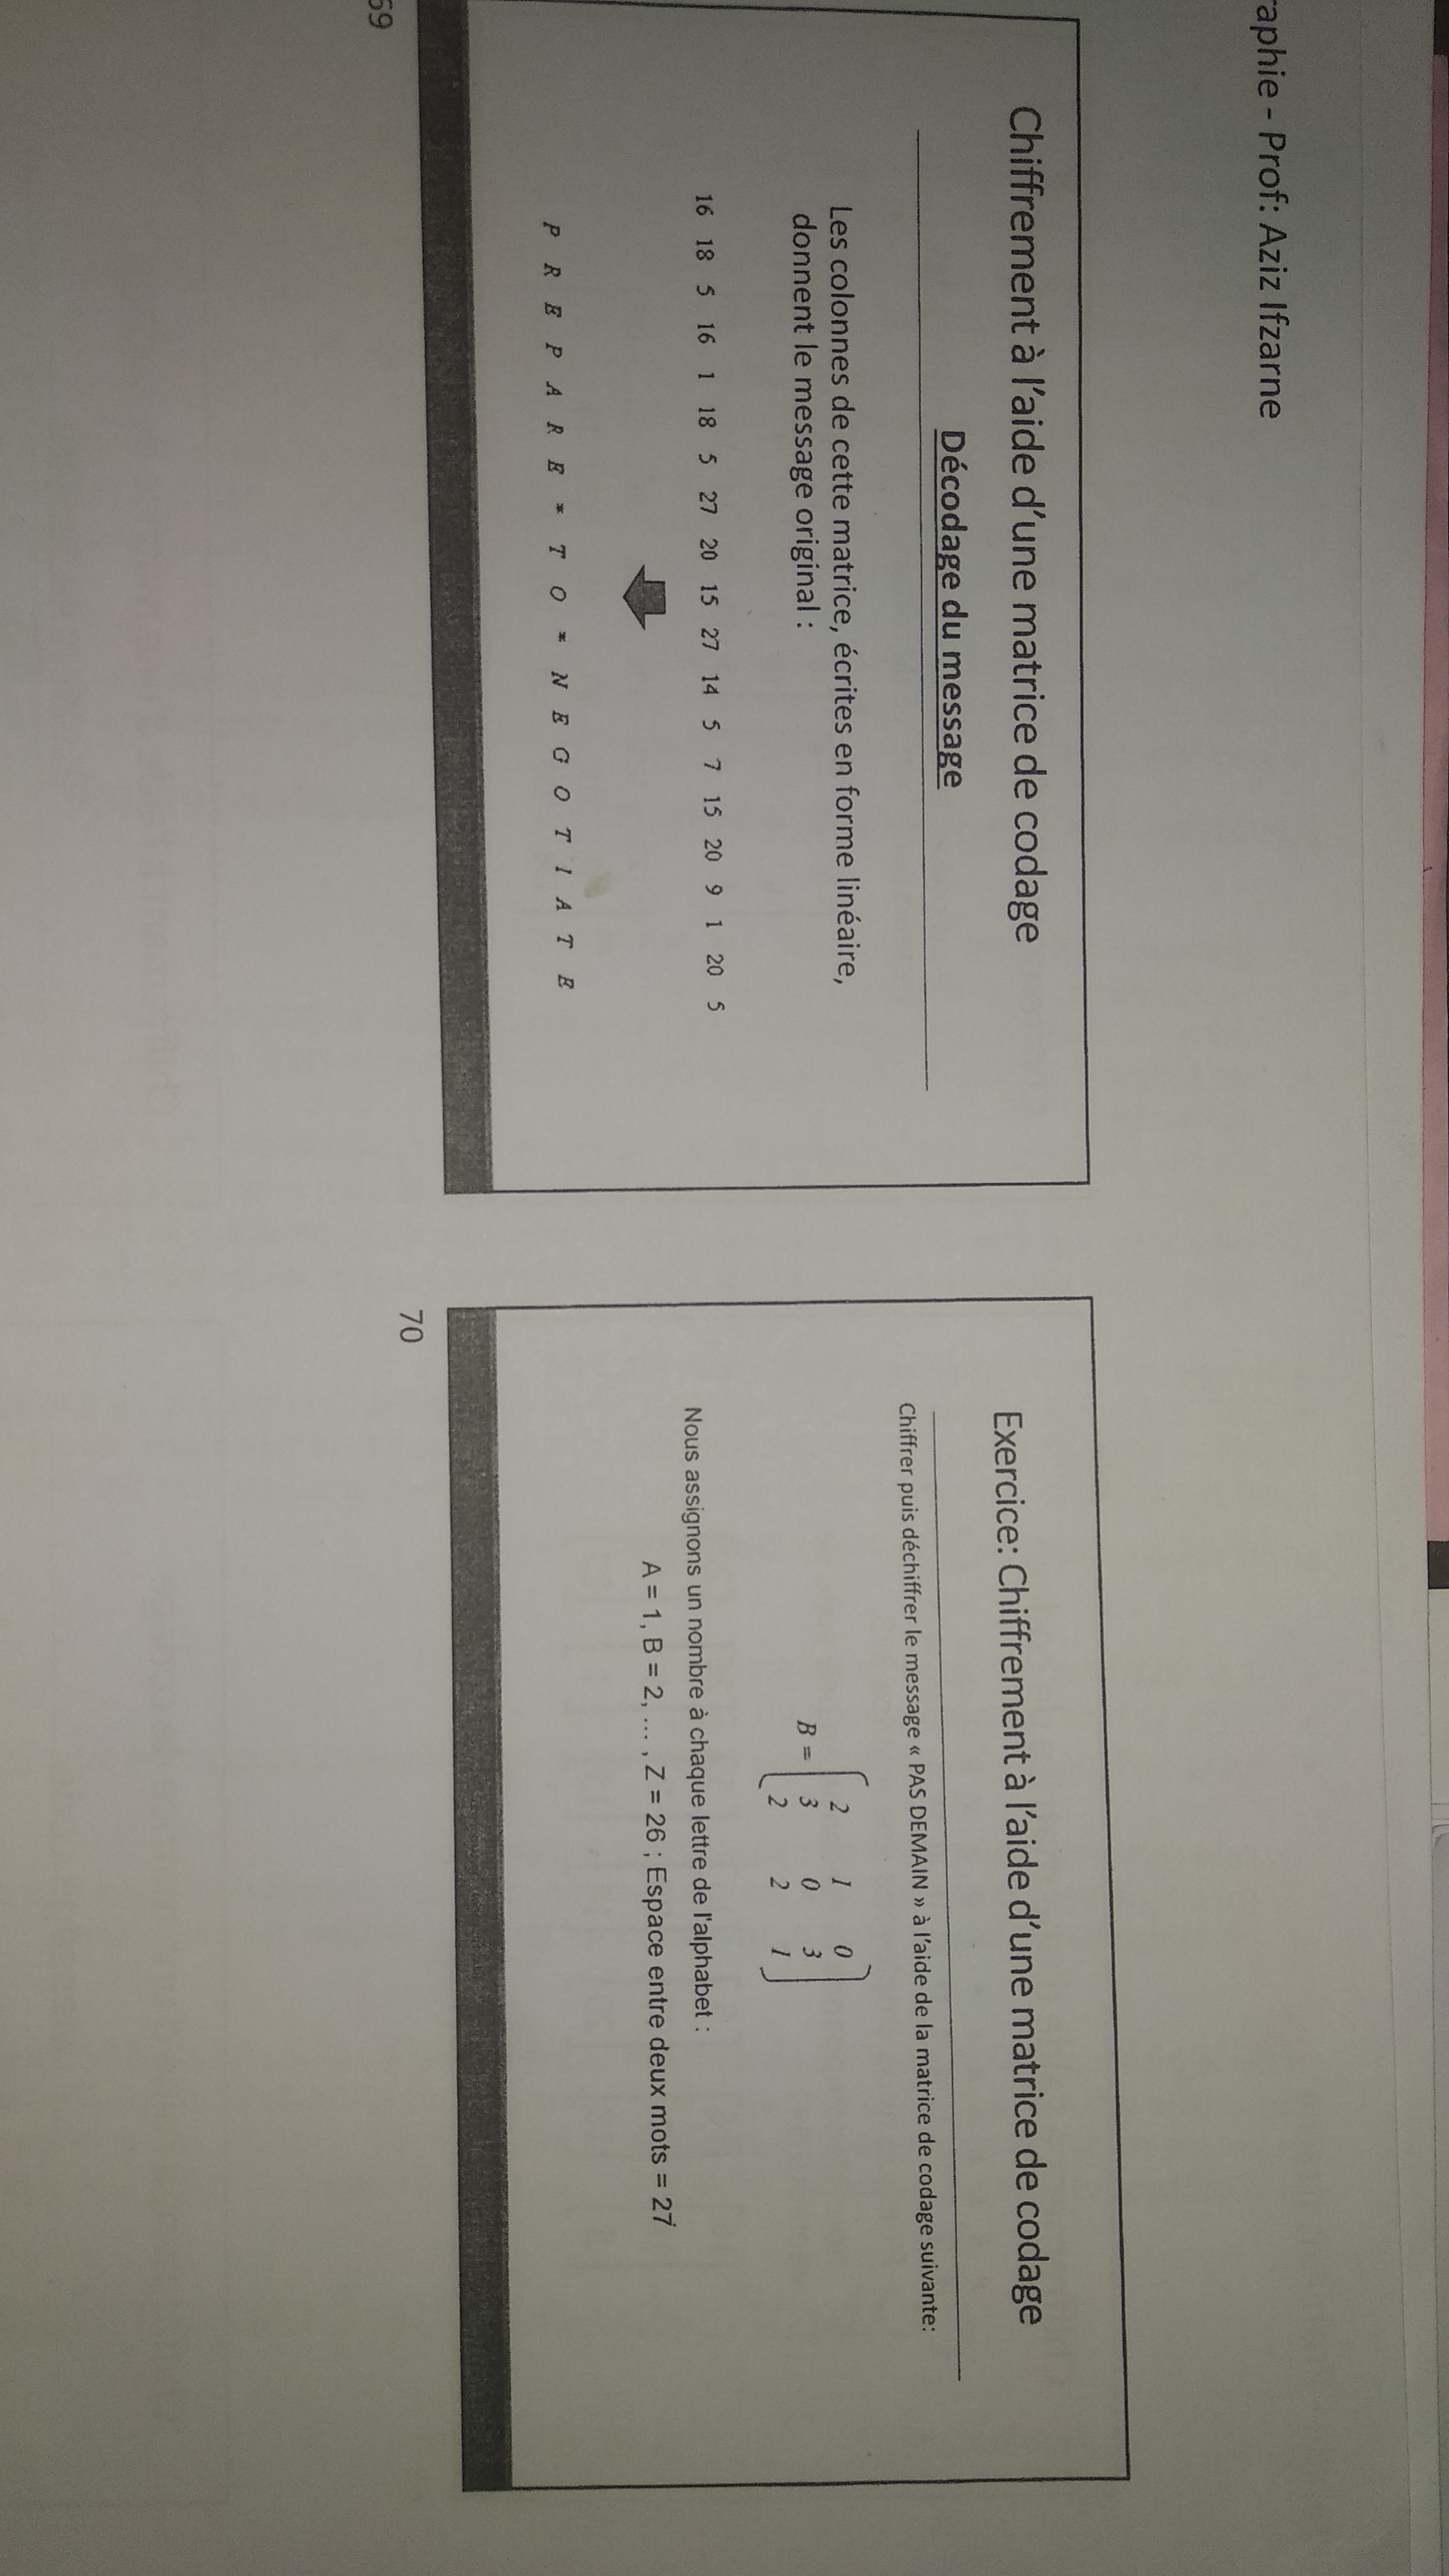 aphie - Prof: Aziz Ifzarne
Chiffrement à l'aide d'une matrice de codage
Décodage du message
Les colonnes de cette matrice, écrites en forme linéaire,
donnent le message original :
16 18 5 16 1 18 5 27 20 15 27 14 5 7 15 20 9 1 20 5
P R E P A R E * T O * N E G O T I A T E
69
Exercice: Chiffrement à l'aide d'une matrice de codage
Chiffrer puis déchiffrer le message « PAS DEMAIN » à l'aide de la matrice de codage suivante:
2 1 0
B = 3 0 3
2 2 1
Nous assignons un nombre à chaque lettre de l'alphabet :
A = 1, B = 2, ... , Z = 26 ; Espace entre deux mots = 27
70